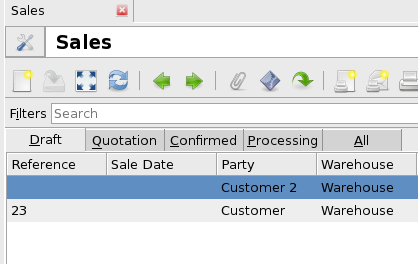 Sales
Sales
Filters Search
Draft Quotation Confirmed Processing All
Reference Sale Date Party Warehouse
Customer 2 Warehouse
23 Customer Warehouse